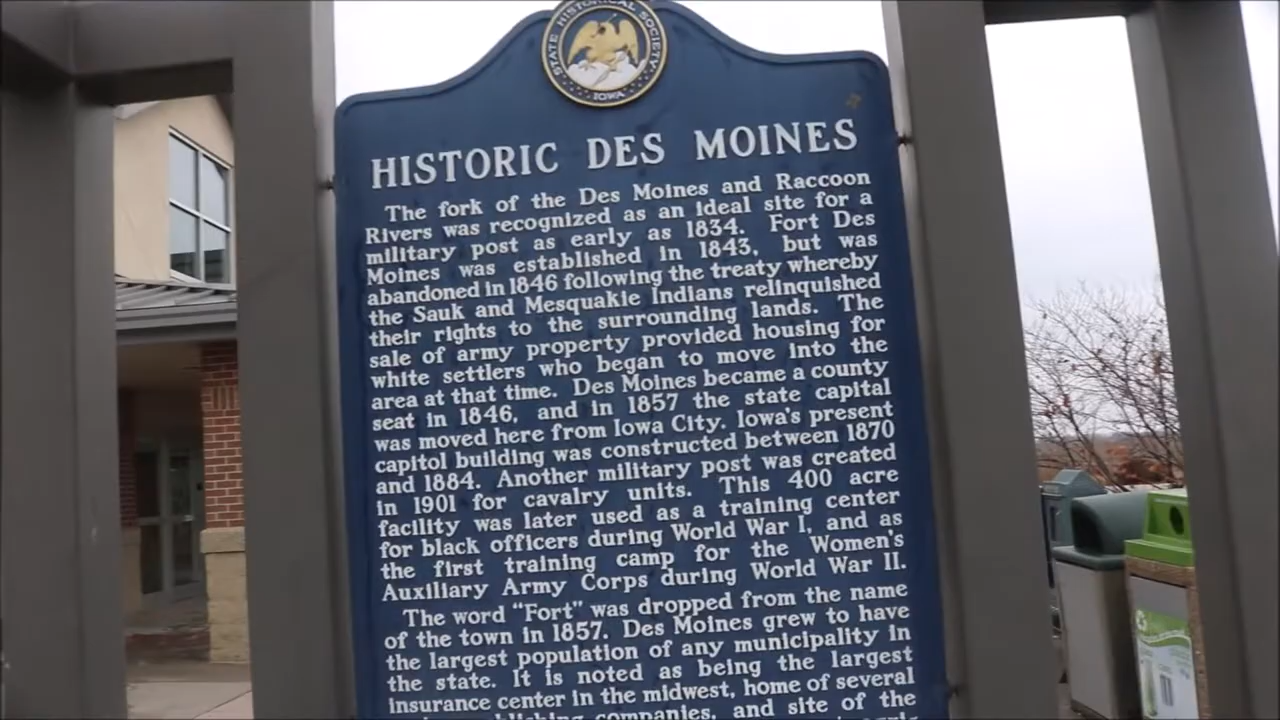 STATE HISTORICAL SOCIETY
IOWA
HISTORIC DES MOINES
The fork of the Des Moines and Raccoon
Rivers was recognized as an ideal site for a
military post as early as 1834. Fort Des
Moines was established in 1843, but was
abandoned in 1846 following the treaty whereby
the Sauk and Mesquakie Indians relinquished
their rights to the surrounding lands. The
sale of army property provided housing for
white settlers who began to move into the
area at that time. Des Moines became a county
seat in 1846, and in 1857 the state capital
was moved here from Iowa City. Iowa's present
capitol building was constructed between 1870
and 1884. Another military post was created
in 1901 for cavalry units. This 400 acre
facility was later used as a training center
for black officers during World War I, and as
the first training camp for the Women's
Auxiliary Army Corps during World War II.
The word "Fort" was dropped from the name
of the town in 1857. Des Moines grew to have
the largest population of any municipality in
the state. It is noted as being the largest
insurance center in the midwest, home of several
companies, and site of the